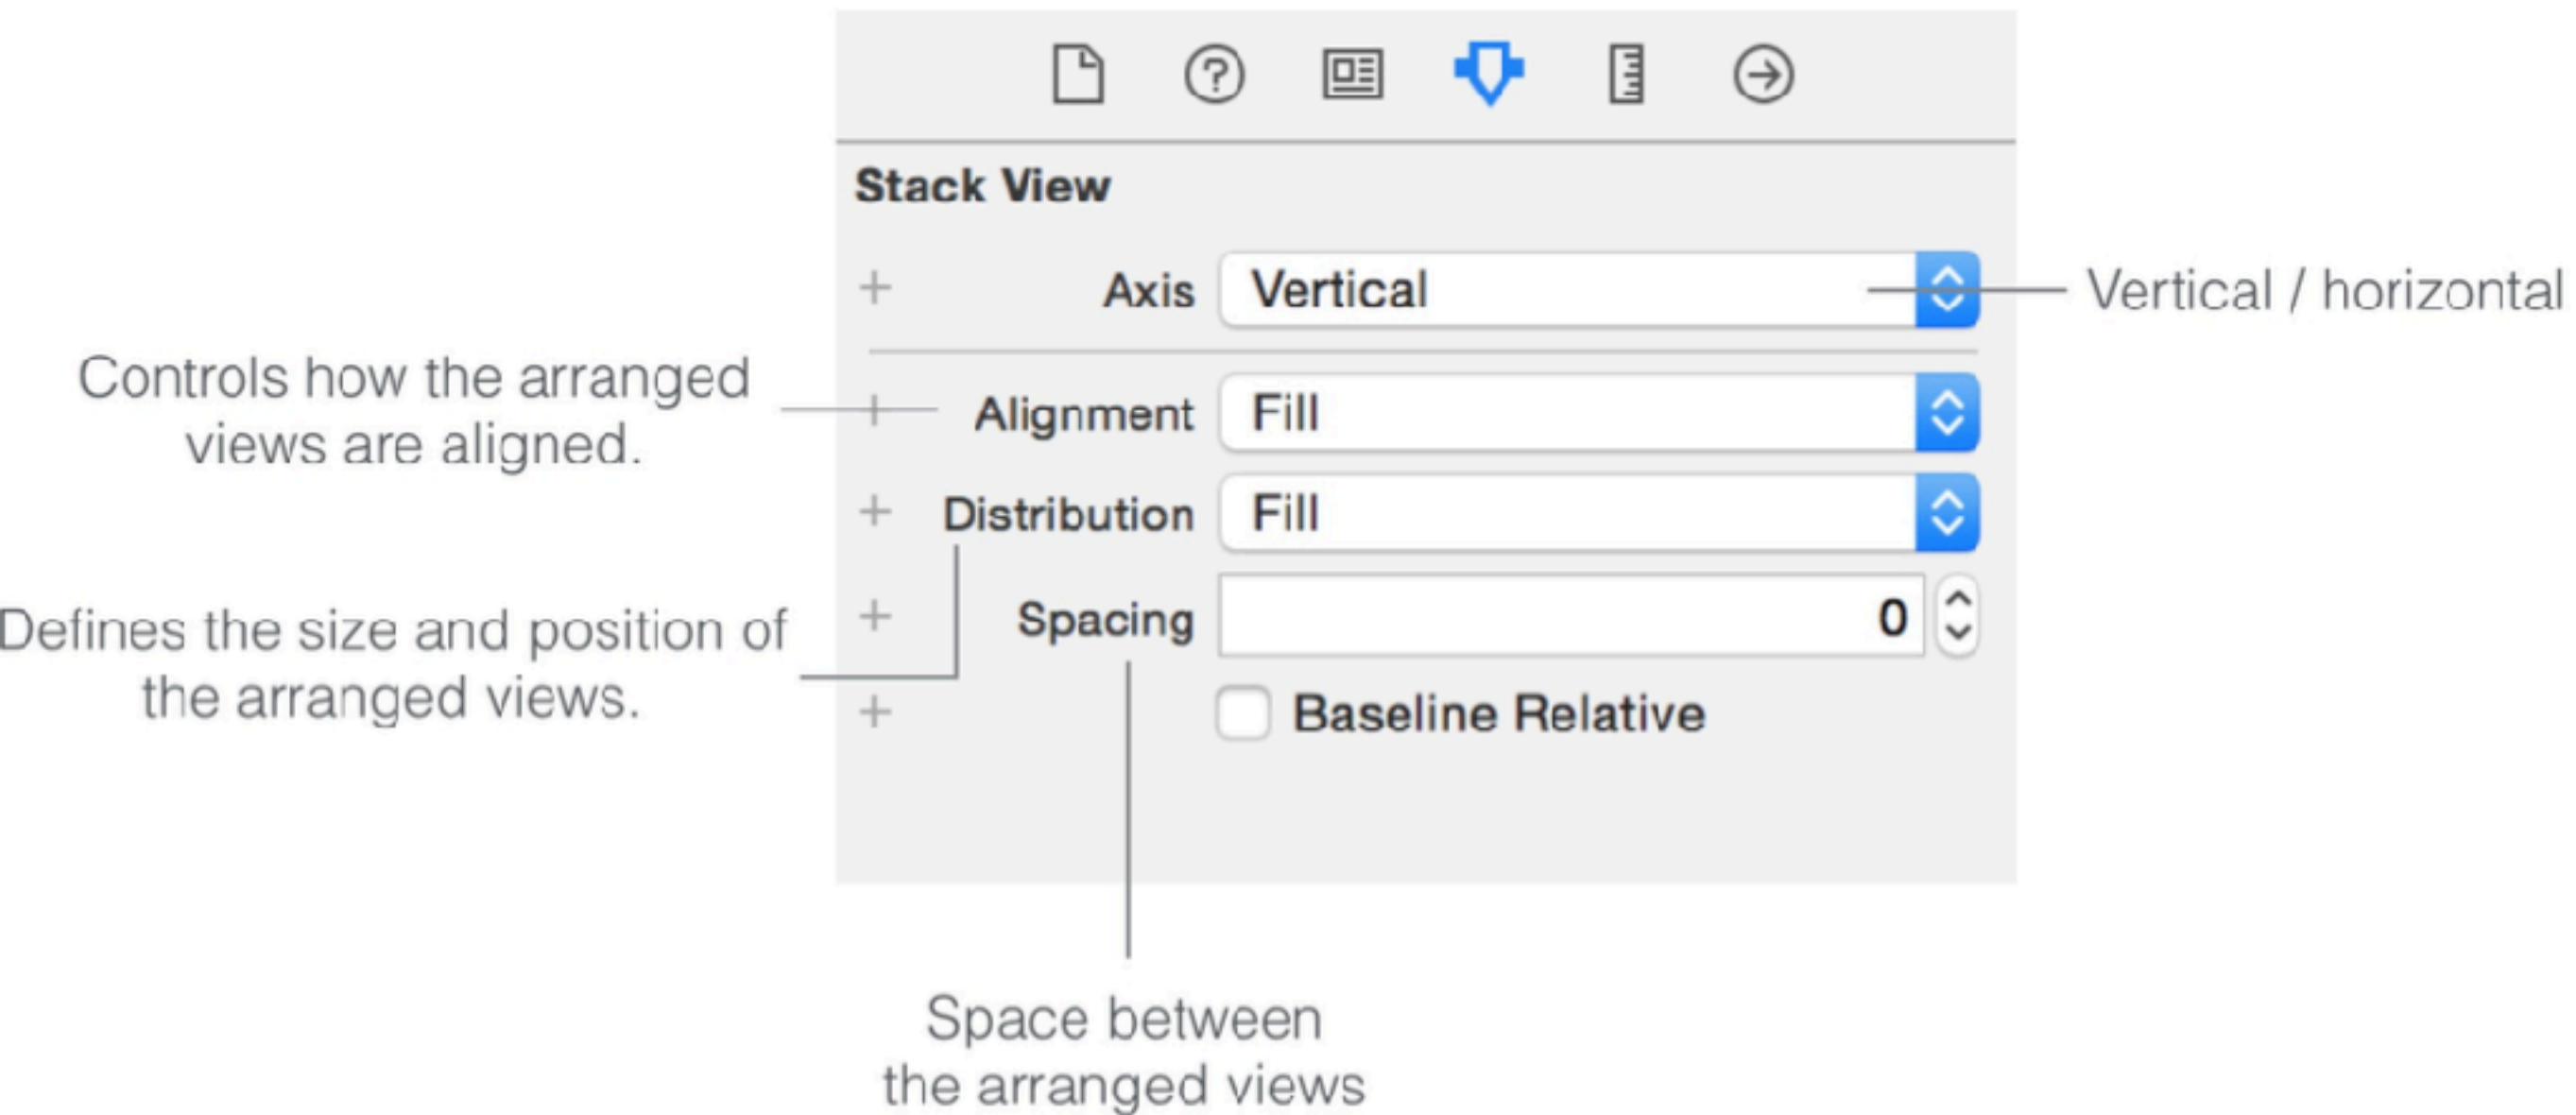 Stack View
Axis Vertical
Vertical / horizontal
Controls how the arranged
views are aligned.
Alignment Fill
Distribution Fill
Defines the size and position of
the arranged views.
Spacing 0
Baseline Relative
Space between
the arranged views